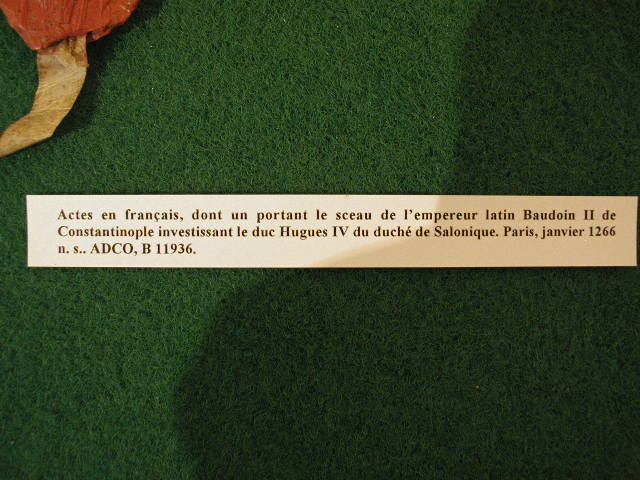 Actes en français, dont un portant le sceau de l'empereur latin Baudoin II de
Constantinople investissant le duc Hugues IV du duché de Salonique. Paris, janvier 1266
n. s.. ADCO, B 11936.